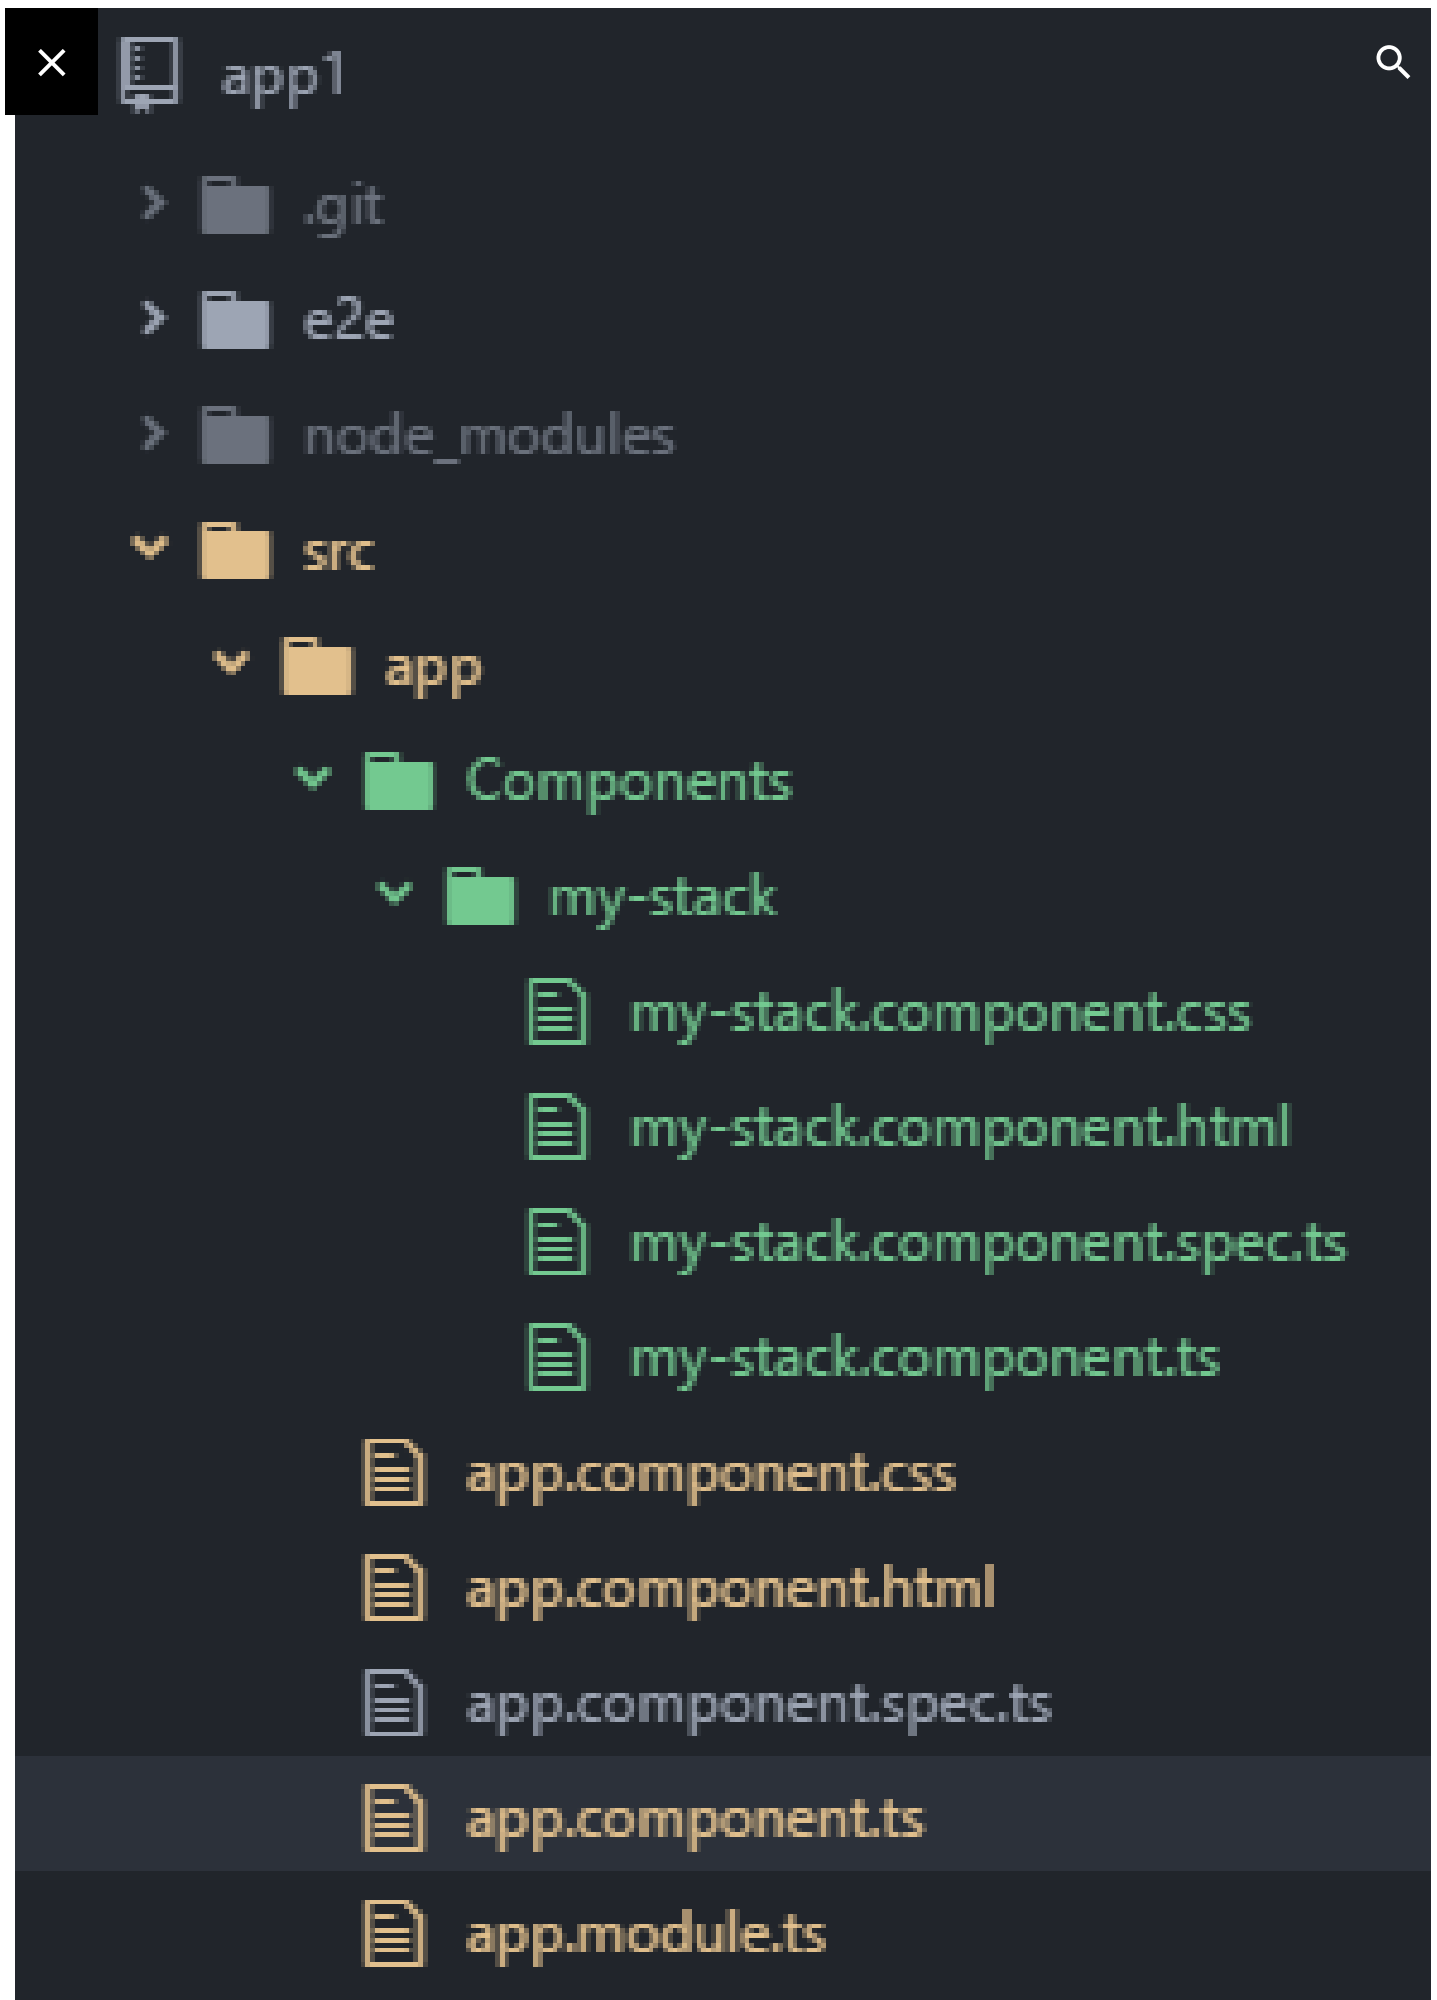 app1
.git
e2e
node_modules
src
app
Components
my-stack
my-stack.component.css
my-stack.component.html
my-stack.component.spec.ts
my-stack.component.ts
app.component.css
app.component.html
app.component.spec.ts
app.component.ts
app.module.ts